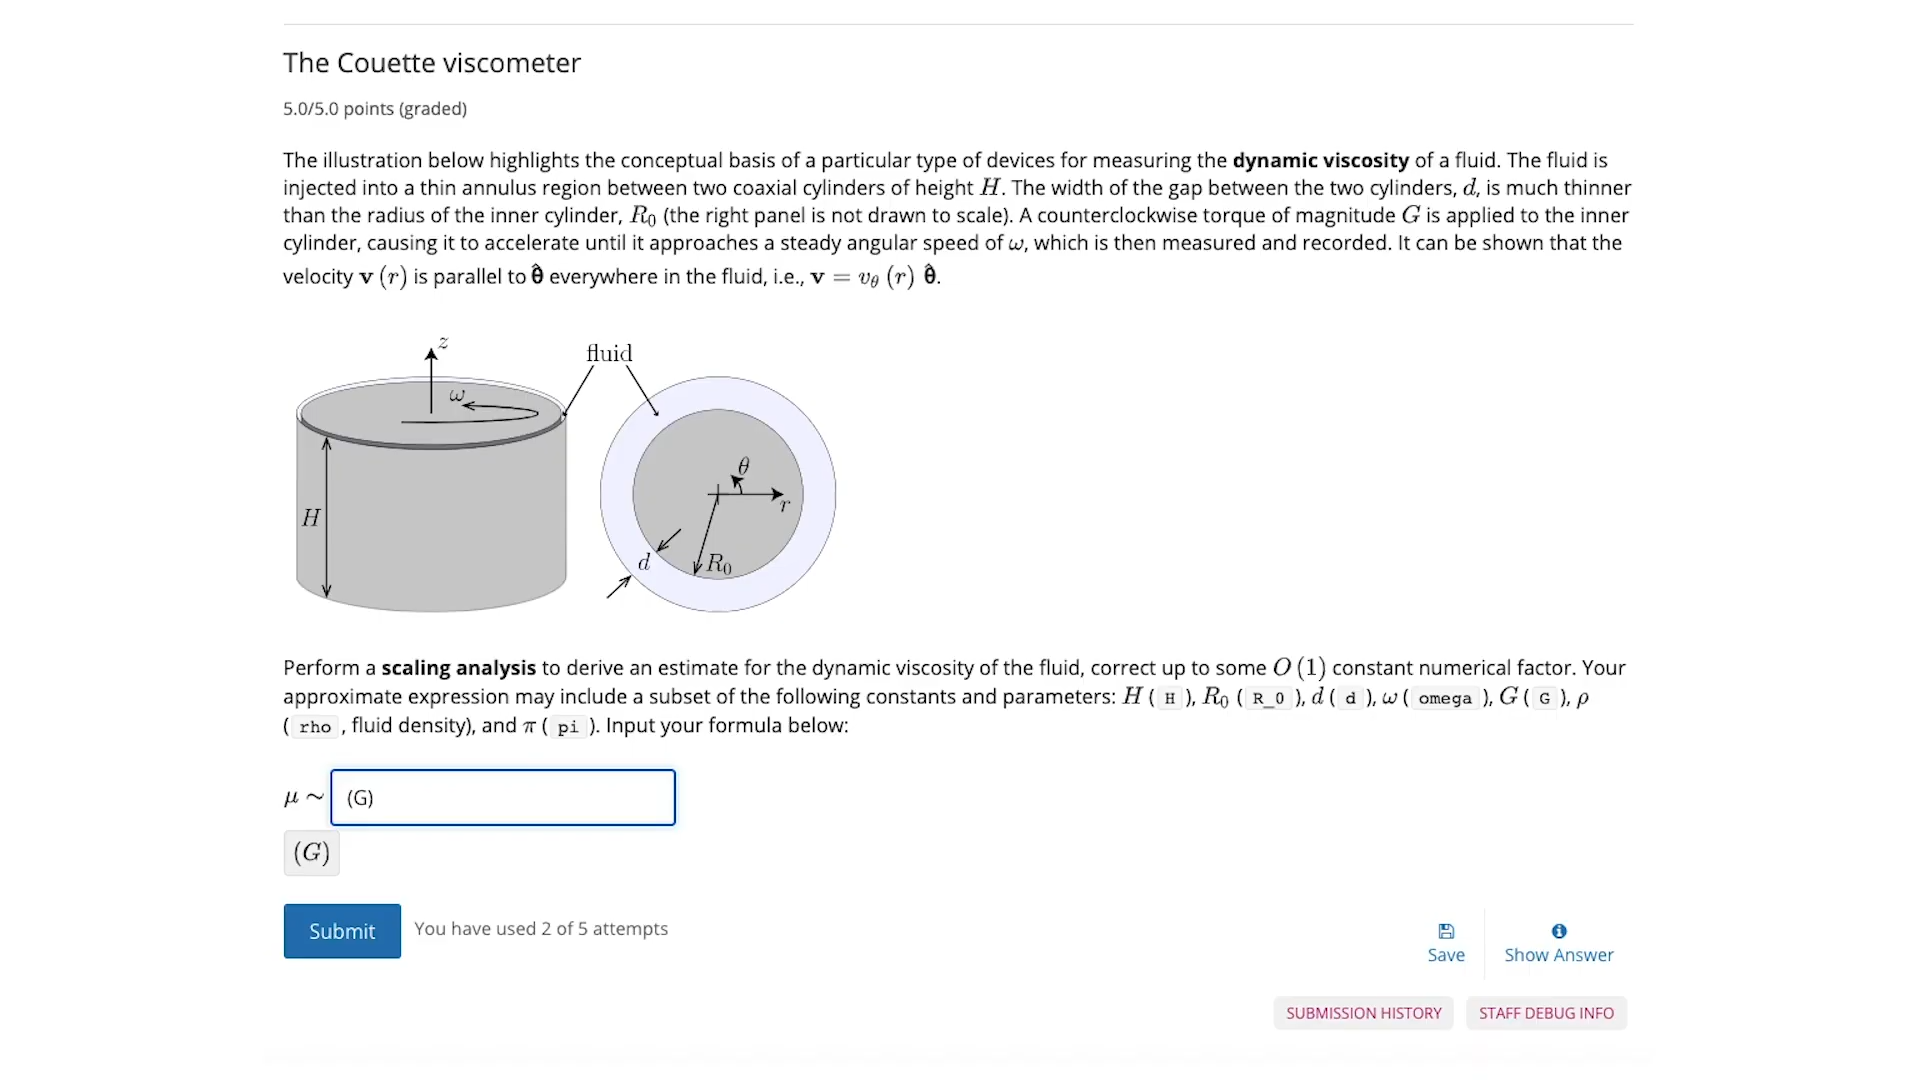 The Couette viscometer
5.0/5.0 points (graded)
The illustration below highlights the conceptual basis of a particular type of devices for measuring the dynamic viscosity of a fluid. The fluid is
injected into a thin annulus region between two coaxial cylinders of height H. The width of the gap between the two cylinders, d, is much thinner
than the radius of the inner cylinder, R₀ (the right panel is not drawn to scale). A counterclockwise torque of magnitude G is applied to the inner
cylinder, causing it to accelerate until it approaches a steady angular speed of ω, which is then measured and recorded. It can be shown that the
velocity v (r) is parallel to θ̂ everywhere in the fluid, i.e., v = v_θ (r) θ̂.
z
fluid
ω
θ
r
H
d
R₀
Perform a scaling analysis to derive an estimate for the dynamic viscosity of the fluid, correct up to some O (1) constant numerical factor. Your
approximate expression may include a subset of the following constants and parameters: H ( H ), R₀ ( R_0 ), d ( d ), ω ( omega ), G ( G ), ρ
( rho , fluid density), and π ( pi ). Input your formula below:
μ ~ (G)
(G)
Submit You have used 2 of 5 attempts
Save Show Answer
SUBMISSION HISTORY STAFF DEBUG INFO